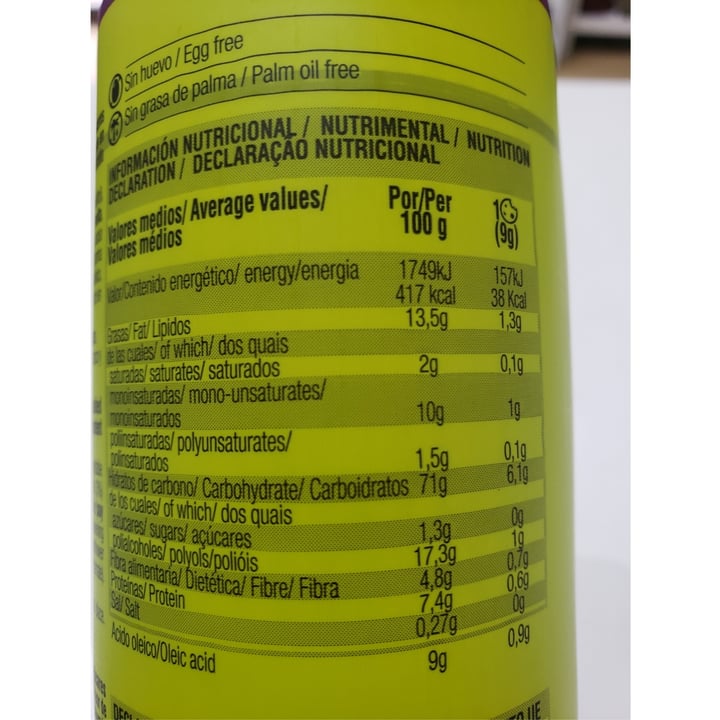 Sin huevo / Egg free
Sin grasa de palma / Palm oil free
INFORMACIÓN NUTRICIONAL / NUTRIMENTAL / NUTRITION
DECLARATION / DECLARAÇÃO NUTRICIONAL
Valores medios/ Average values/
Valores médios
Por/Per
100 g
1
(9g)
Valor/Contenido energético/ energy/energia 1749kJ 157kJ
417 kcal 38 Kcal
Grasas/ Fat/ Lípidos 13,5g 1,3g
de las cuales/ of which/ dos quais
saturadas/ saturates/ saturados 2g 0,1g
monoinsaturadas/ mono-unsaturates/
monoinsaturados 10g 1g
poliinsaturadas/ polyunsaturates/
polinsaturados 1,5g 0,1g
Hidratos de carbono/ Carbohydrate/ Carboidratos 71g 6,1g
de los cuales/ of which/ dos quais
azúcares/ sugars/ açúcares 1,3g 0g
polialcoholes/ polyols/polióis 17,3g 1g
Fibra alimentaria/ Dietética/ Fibre/ Fibra 4,8g 0,7g
Proteínas/ Protein 7,4g 0,6g
Sal/ Salt 0,27g 0g
Acido oleico/Oleic acid 9g 0,9g